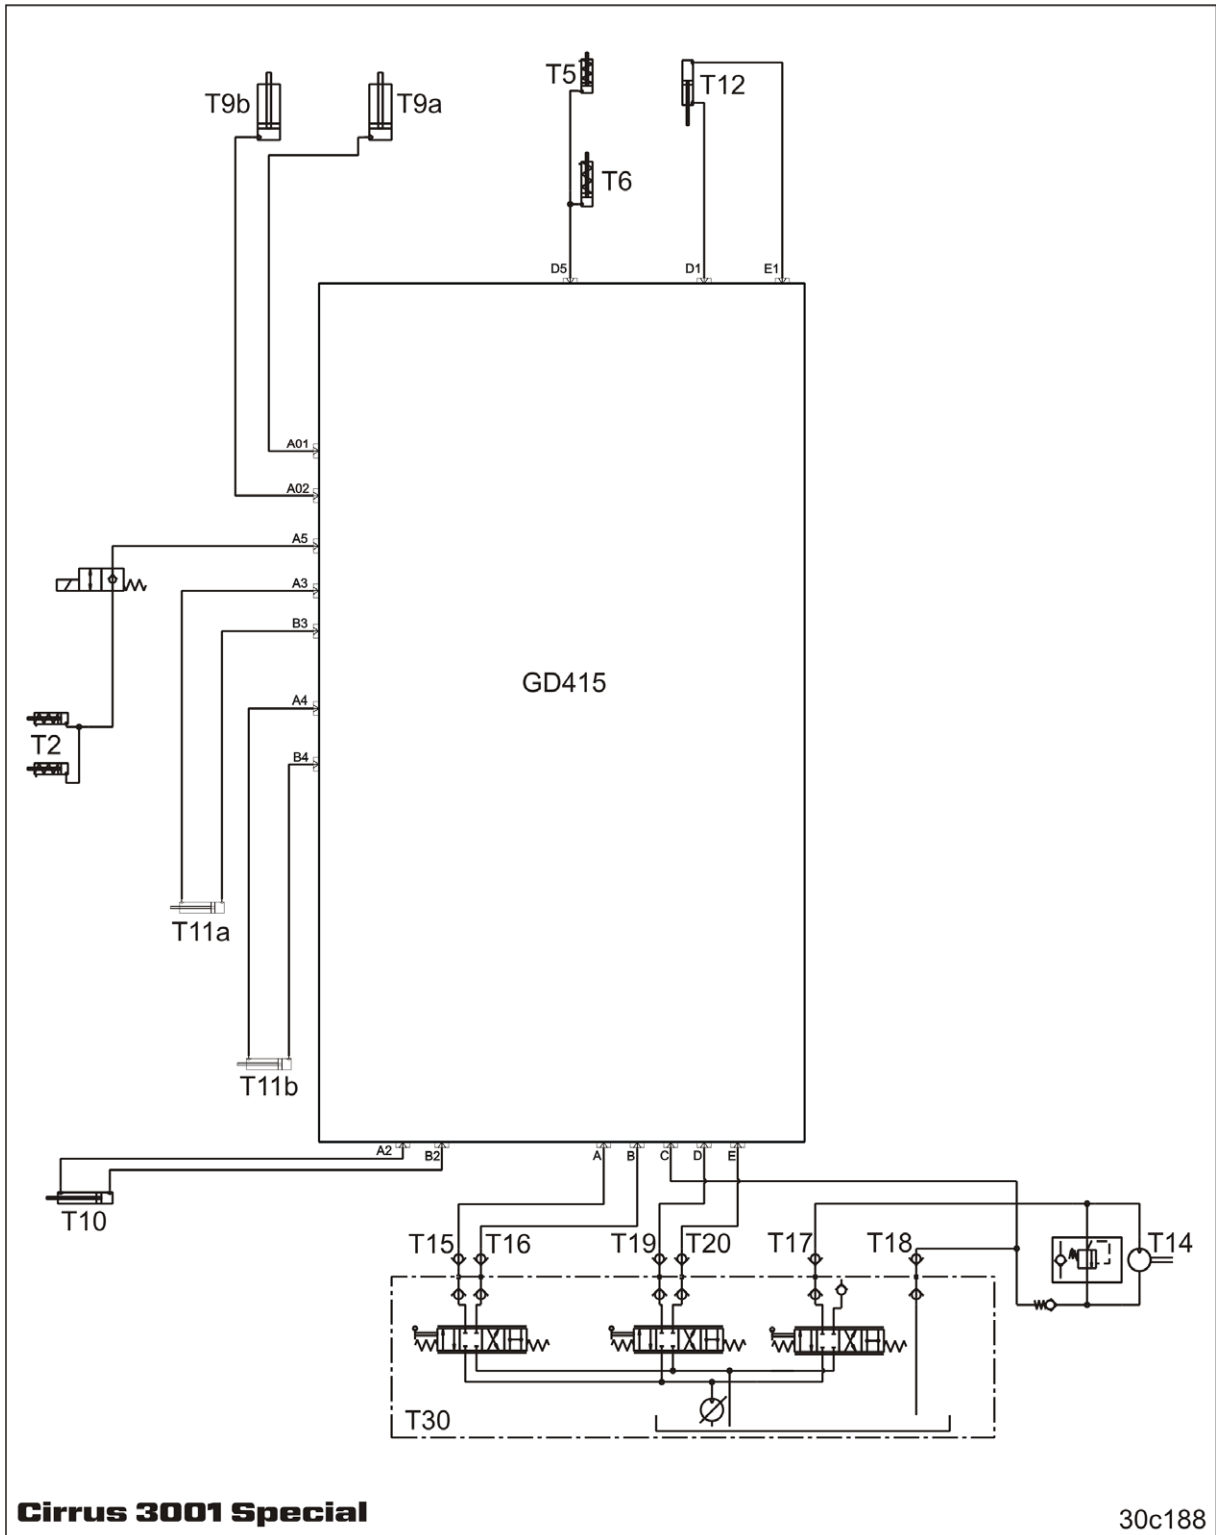 T9b
T9a
T5
T12
T6
D5
D1
E1
A01
A02
A5
A3
B3
GD415
A4
T2
B4
T11a
T11b
A2
B2
A
B
C
D
E
T10
T15
T16
T19
T20
T17
T18
T14
T30
Cirrus 3001 Special
30c188